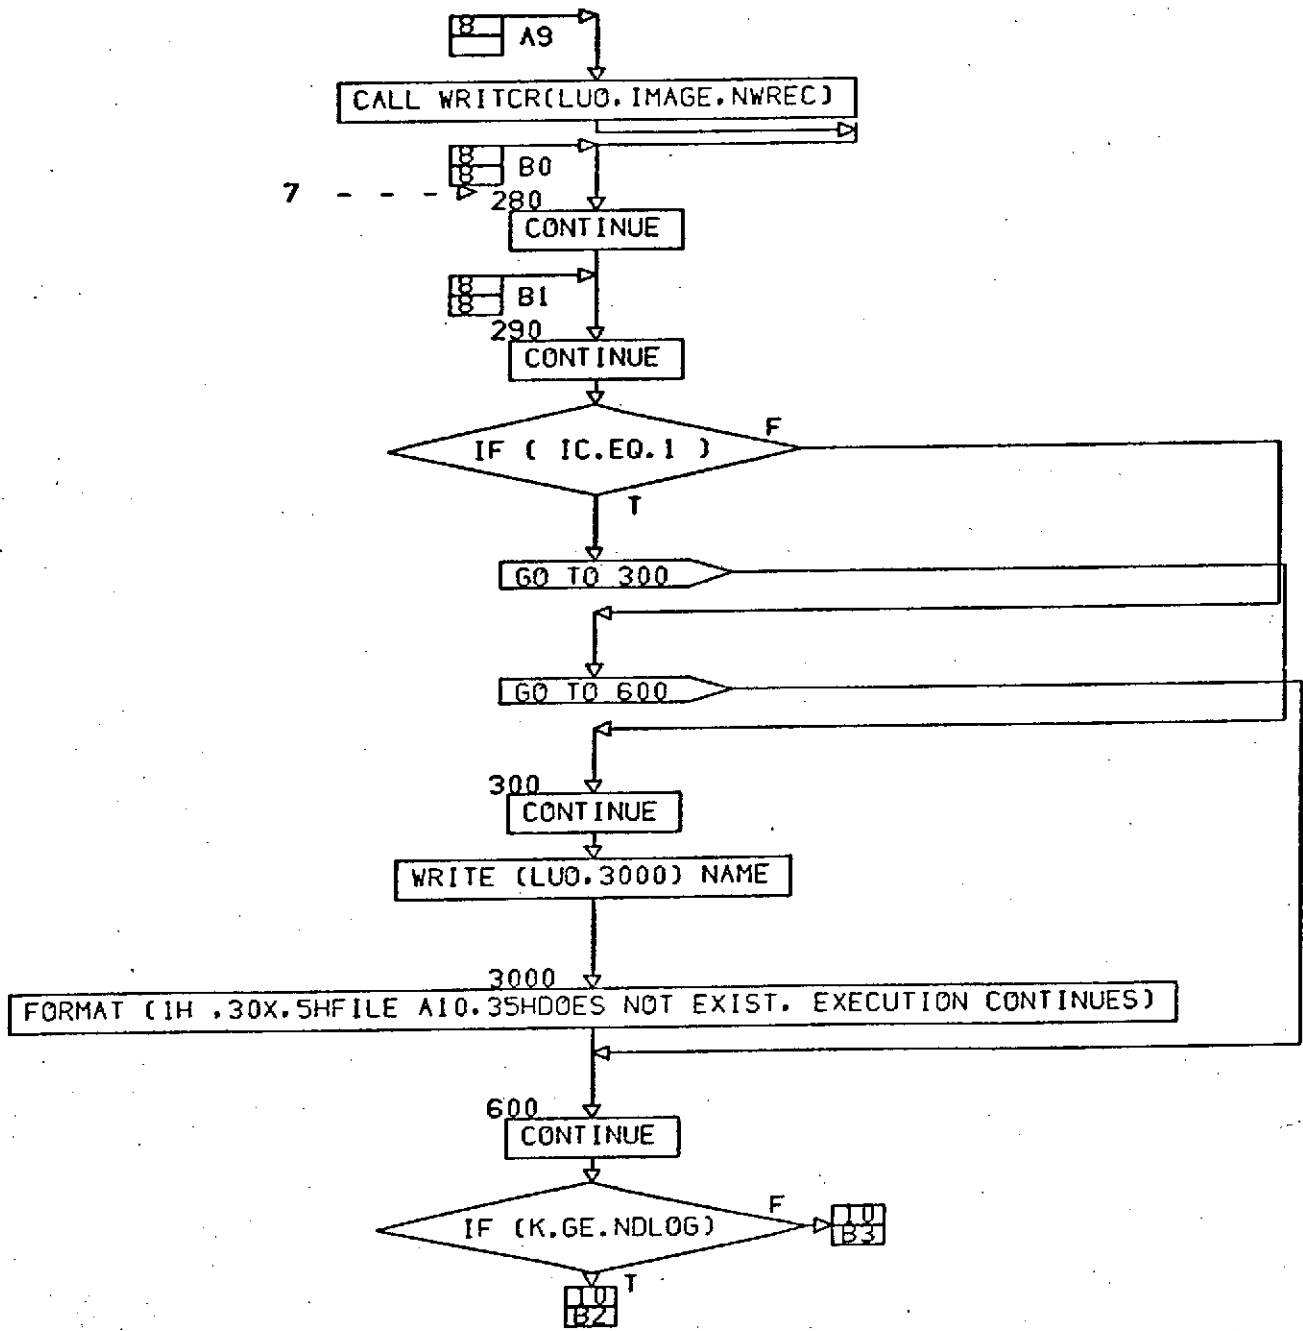 8 A9
CALL WRITCR(LUO.IMAGE.NWREC)
8
8 B0
7 - - - 280
CONTINUE
8
8 B1
290
CONTINUE
F
IF ( IC.EQ.1 )
T
GO TO 300
GO TO 600
300
CONTINUE
WRITE (LUO.3000) NAME
3000
FORMAT (1H .30X.5HFILE A10.35HDOES NOT EXIST. EXECUTION CONTINUES)
600
CONTINUE
F
IF (K.GE.NDLOG)
10
B3
T
10
B2